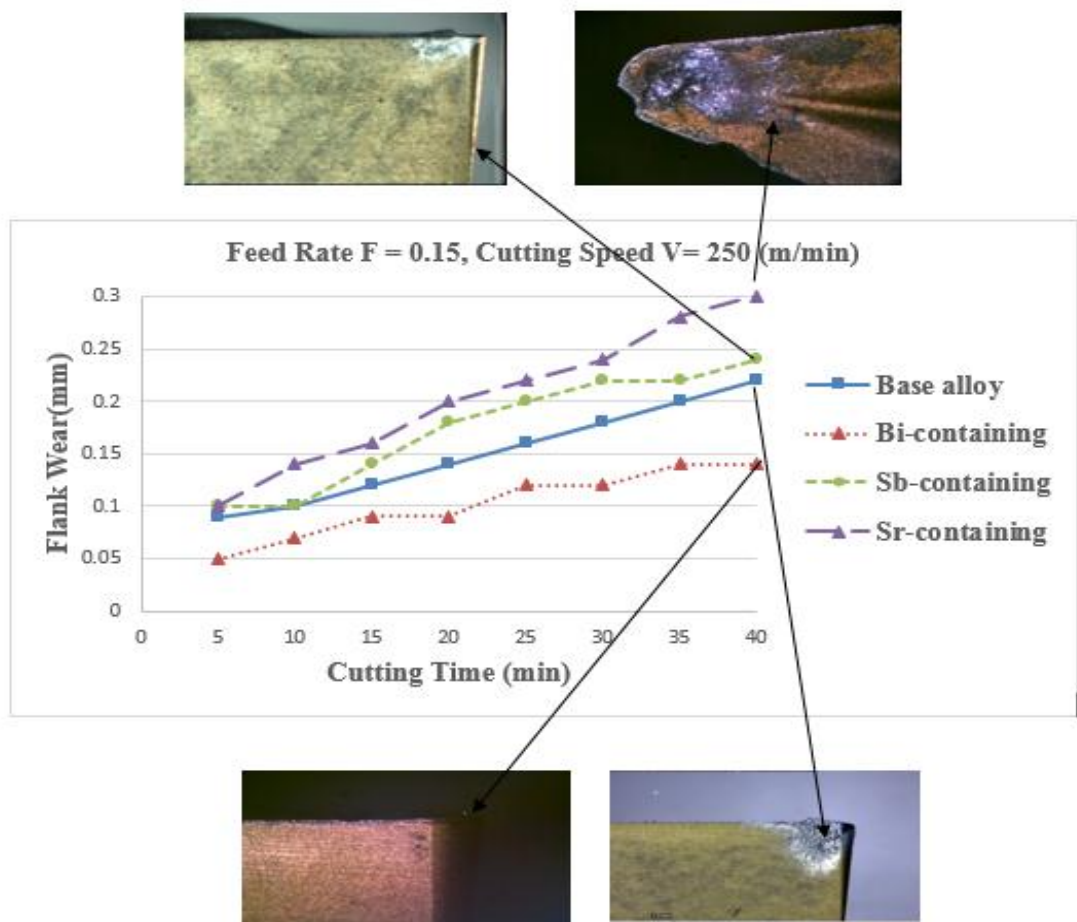 Feed Rate F = 0.15, Cutting Speed V= 250 (m/min)
0.3
0.25
0.2
0.15
0.1
0.05
0
Flank Wear(mm)
0 5 10 15 20 25 30 35 40
Cutting Time (min)
Base alloy
Bi-containing
Sb-containing
Sr-containing